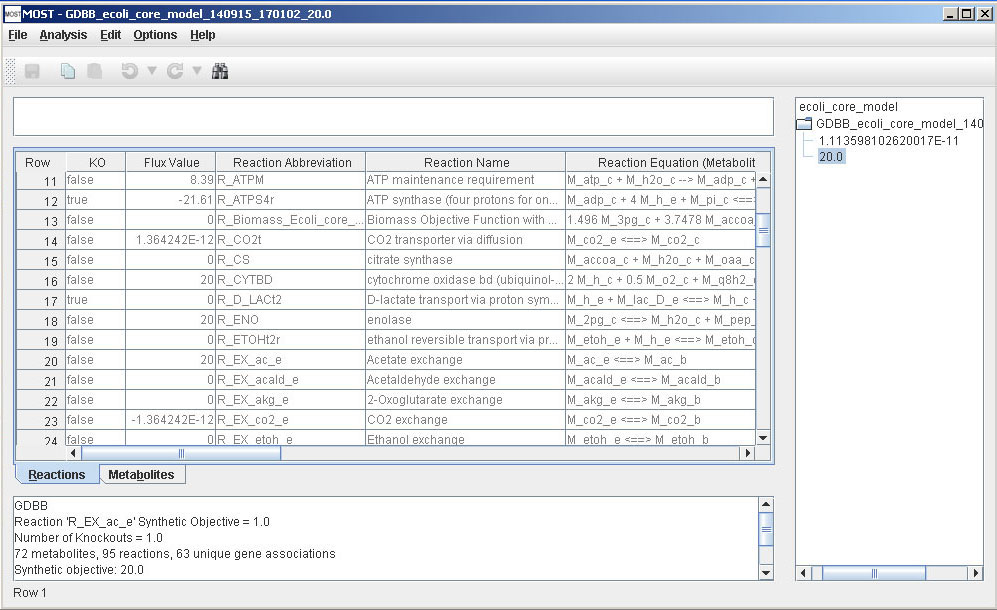 MOST MOST - GDBB_ecoli_core_model_140915_170102_20.0
File Analysis Edit Options Help
Row KO Flux Value Reaction Abbreviation Reaction Name Reaction Equation (Metabolit
11 false 8.39 R_ATPM ATP maintenance requirement M_atp_c + M_h2o_c --> M_adp_c +
12 true -21.61 R_ATPS4r ATP synthase (four protons for on... M_adp_c + 4 M_h_e + M_pi_c <==>
13 false 0 R_Biomass_Ecoli_core_... Biomass Objective Function with ... 1.496 M_3pg_c + 3.7478 M_accoa
14 false 1.364242E-12 R_CO2t CO2 transporter via diffusion M_co2_e <==> M_co2_c
15 false 0 R_CS citrate synthase M_accoa_c + M_h2o_c + M_oaa_c
16 false 20 R_CYTBD cytochrome oxidase bd (ubiquinol-... 2 M_h_c + 0.5 M_o2_c + M_q8h2_
17 true 0 R_D_LACt2 D-lactate transport via proton sym... M_h_e + M_lac_D_e <==> M_h_c +
18 false 20 R_ENO enolase M_2pg_c <==> M_h2o_c + M_pep_
19 false 0 R_ETOHt2r ethanol reversible transport via pr... M_etoh_e + M_h_e <==> M_etoh_c
20 false 20 R_EX_ac_e Acetate exchange M_ac_e <==> M_ac_b
21 false 0 R_EX_acald_e Acetaldehyde exchange M_acald_e <==> M_acald_b
22 false 0 R_EX_akg_e 2-Oxoglutarate exchange M_akg_e <==> M_akg_b
23 false -1.364242E-12 R_EX_co2_e CO2 exchange M_co2_e <==> M_co2_b
24 false 0 R_EX_etoh_e Ethanol exchange M_etoh_e <==> M_etoh_b
Reactions Metabolites
GDBB
Reaction 'R_EX_ac_e' Synthetic Objective = 1.0
Number of Knockouts = 1.0
72 metabolites, 95 reactions, 63 unique gene associations
Synthetic objective: 20.0
Row 1
ecoli_core_model
GDBB_ecoli_core_model_140
1.113598102620017E-11
20.0